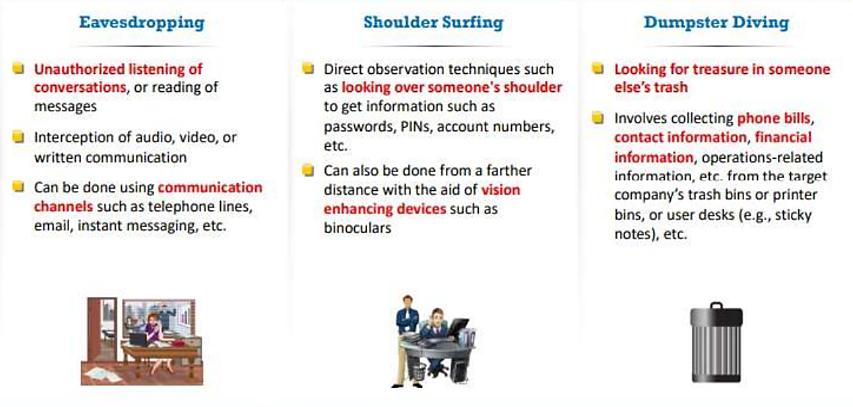 Eavesdropping
Unauthorized listening of
conversations, or reading of
messages
Interception of audio, video, or
written communication
Can be done using communication
channels such as telephone lines,
email, instant messaging, etc.
Shoulder Surfing
Direct observation techniques such
as looking over someone's shoulder
to get information such as
passwords, PINs, account numbers,
etc.
Can also be done from a farther
distance with the aid of vision
enhancing devices such as
binoculars
Dumpster Diving
Looking for treasure in someone
else's trash
Involves collecting phone bills,
contact information, financial
information, operations-related
information, etc. from the target
company's trash bins or printer
bins, or user desks (e.g., sticky
notes), etc.